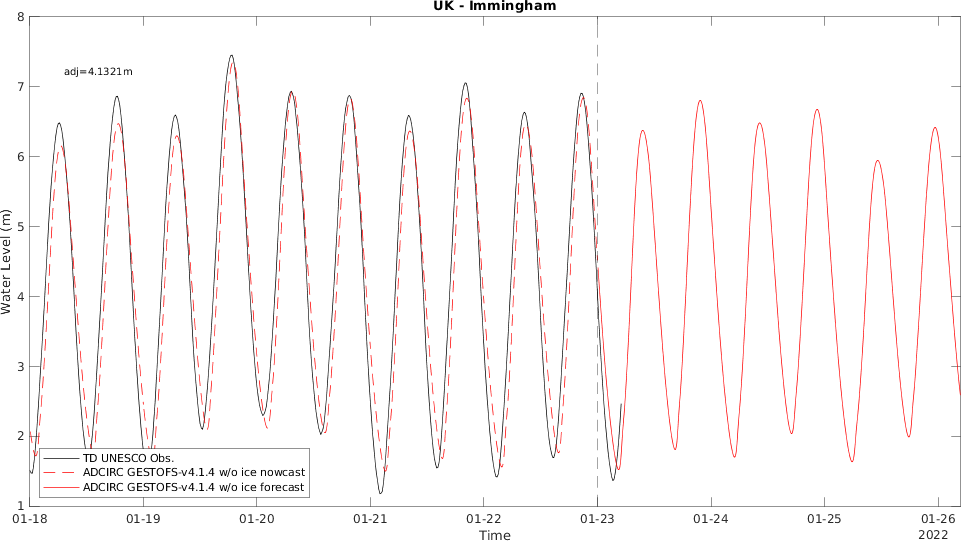 UK - Immingham
8
7
6
5
4
3
2
1
Water Level (m)
adj=4.1321m
TD UNESCO Obs.
ADCIRC GESTOFS-v4.1.4 w/o ice nowcast
ADCIRC GESTOFS-v4.1.4 w/o ice forecast
01-18 01-19 01-20 01-21 01-22 01-23 01-24 01-25 01-26
Time
2022